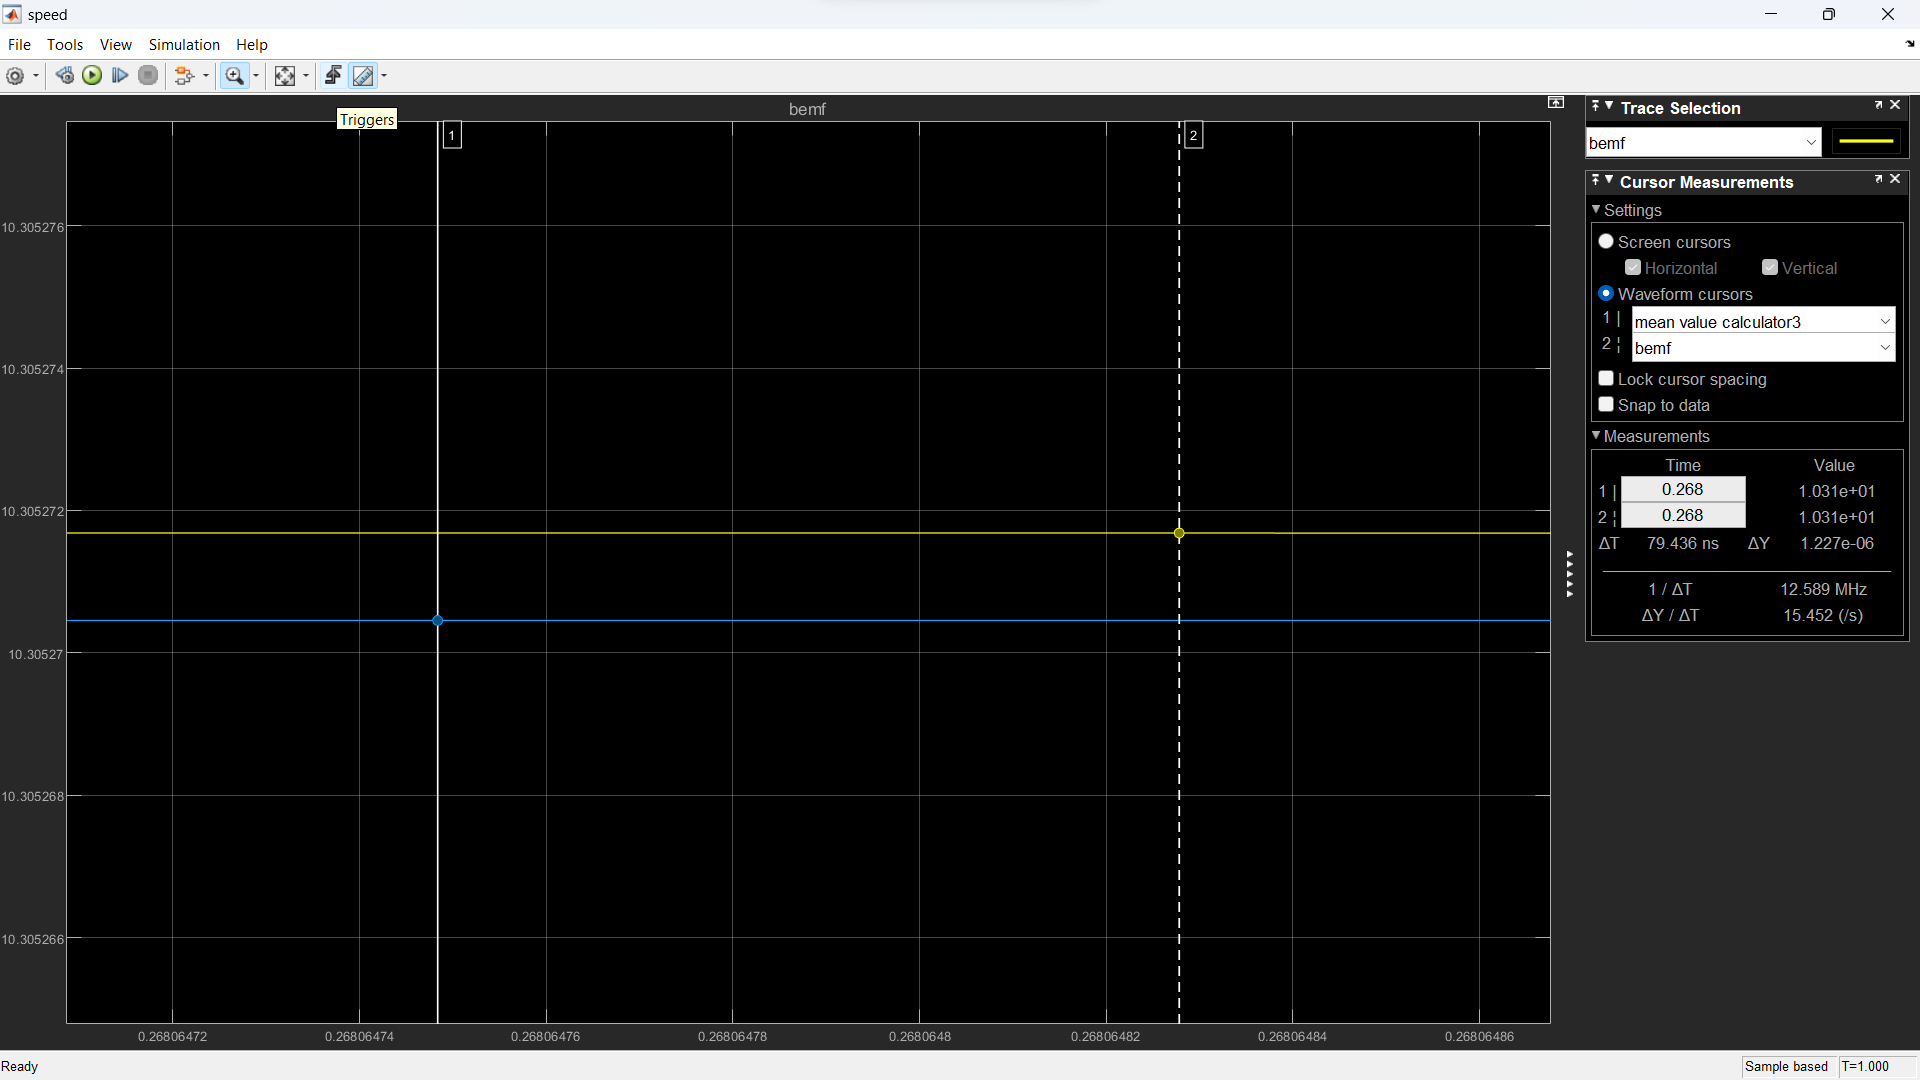 speed
File Tools View Simulation Help
Triggers
bemf
1
2
10.305276
10.305274
10.305272
10.30527
10.305268
10.305266
0.26806472 0.26806474 0.26806476 0.26806478 0.2680648 0.26806482 0.26806484 0.26806486
Trace Selection
bemf
Cursor Measurements
Settings
Screen cursors
Horizontal Vertical
Waveform cursors
1 | mean value calculator3
2 ¦ bemf
Lock cursor spacing
Snap to data
Measurements
Time Value
1 | 0.268 1.031e+01
2 ¦ 0.268 1.031e+01
ΔT 79.436 ns ΔY 1.227e-06
1 / ΔT 12.589 MHz
ΔY / ΔT 15.452 (/s)
Ready
Sample based T=1.000